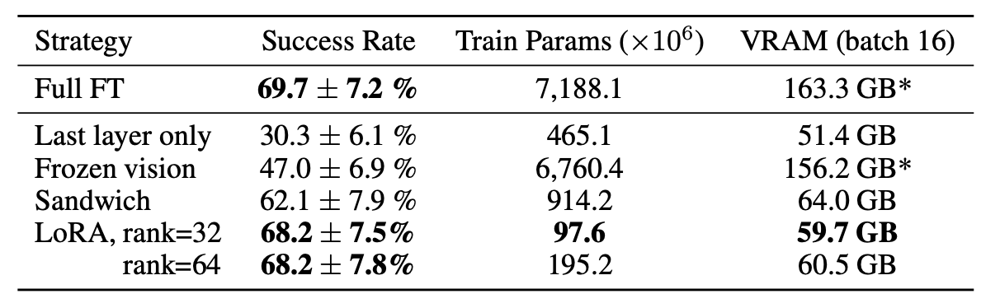 Strategy Success Rate Train Params (×10⁶) VRAM (batch 16)
Full FT 69.7 ± 7.2 % 7,188.1 163.3 GB*
Last layer only 30.3 ± 6.1 % 465.1 51.4 GB
Frozen vision 47.0 ± 6.9 % 6,760.4 156.2 GB*
Sandwich 62.1 ± 7.9 % 914.2 64.0 GB
LoRA, rank=32 68.2 ± 7.5% 97.6 59.7 GB
rank=64 68.2 ± 7.8% 195.2 60.5 GB